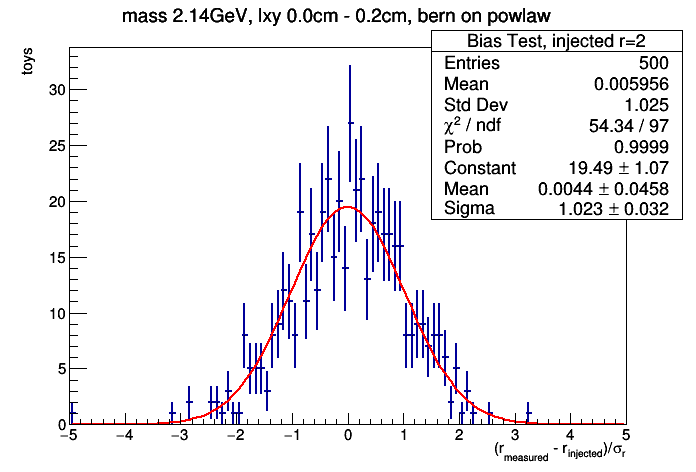 mass 2.14GeV, lxy 0.0cm - 0.2cm, bern on powlaw
toys
Bias Test, injected r=2
Entries 500
Mean 0.005956
Std Dev 1.025
χ² / ndf 54.34 / 97
Prob 0.9999
Constant 19.49 ± 1.07
Mean 0.0044 ± 0.0458
Sigma 1.023 ± 0.032
30
25
20
15
10
5
0
−5 −4 −3 −2 −1 0 1 2 3 4 5
(r_measured - r_injected)/σ_r